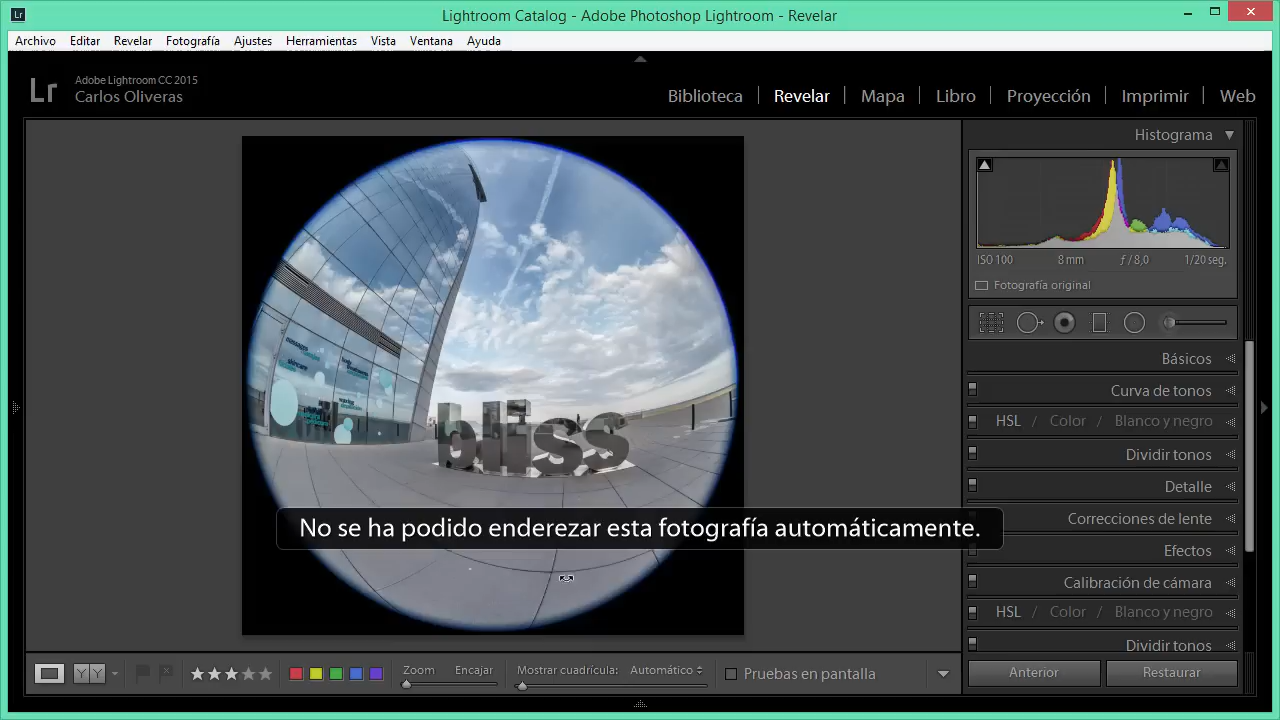 Lr
Lightroom Catalog - Adobe Photoshop Lightroom - Revelar
Archivo Editar Revelar Fotografía Ajustes Herramientas Vista Ventana Ayuda
Lr
Adobe Lightroom CC 2015
Carlos Oliveras
Biblioteca Revelar Mapa Libro Proyección Imprimir Web
Histograma
ISO 100 8 mm ƒ / 8,0 1/20 seg.
Fotografía original
Básicos
Curva de tonos
HSL / Color / Blanco y negro
Dividir tonos
Detalle
Correcciones de lente
Efectos
Calibración de cámara
HSL / Color / Blanco y negro
Dividir tonos
bliss
No se ha podido enderezar esta fotografía automáticamente.
YY
Zoom Encajar
Mostrar cuadrícula: Automático
Pruebas en pantalla
Anterior Restaurar